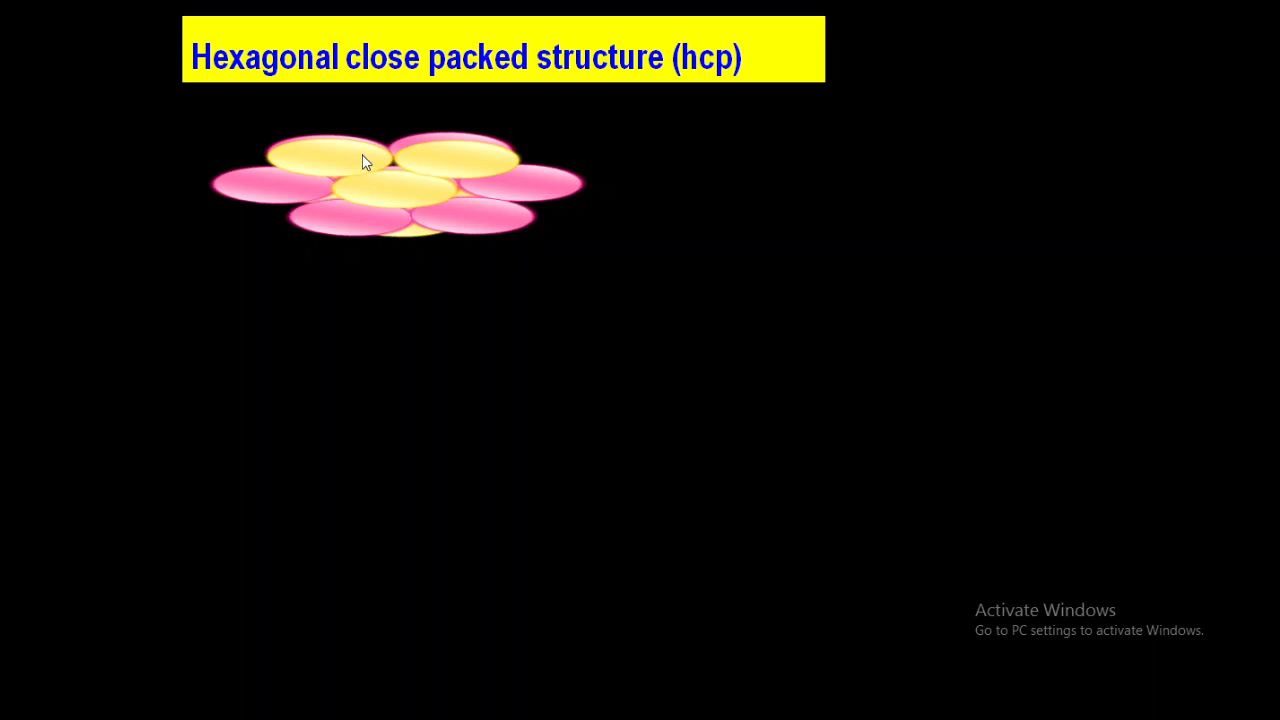 Hexagonal close packed structure (hcp)
Activate Windows
Go to PC settings to activate Windows.